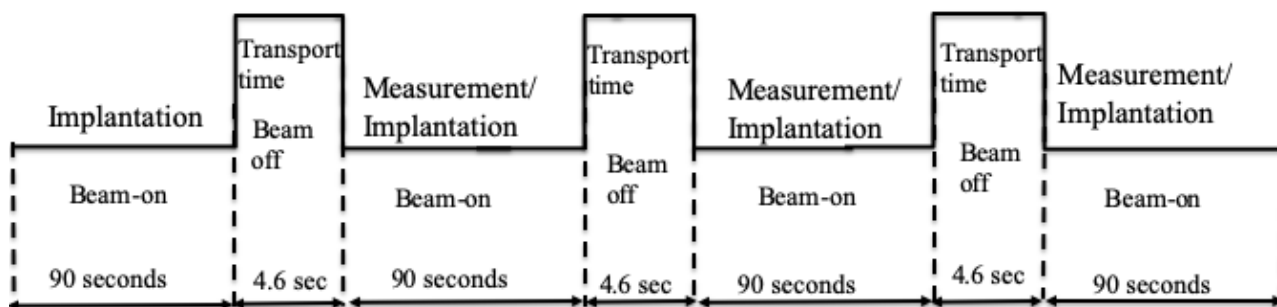 Implantation
Beam-on
90 seconds
Transport
time
Beam
off
4.6 sec
Measurement/
Implantation
Beam-on
90 seconds
Transport
time
Beam
off
4.6 sec
Measurement/
Implantation
Beam-on
90 seconds
Transport
time
Beam
off
4.6 sec
Measurement/
Implantation
Beam-on
90 seconds